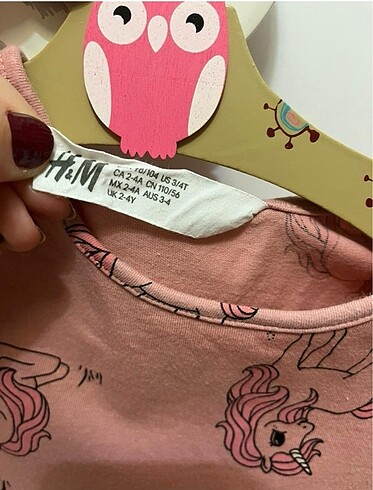 H&M
/104 US 3/4T
CA 2-4A CN 110/56
MX 2-4A AUS 3-4
UK 2-4Y